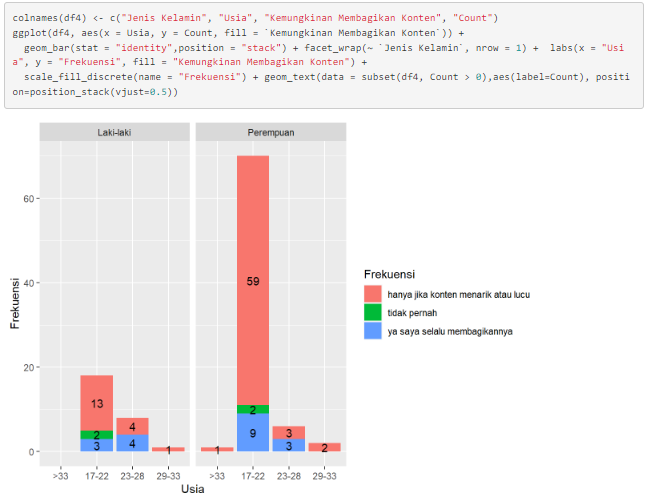 colnames(df4) <- c("Jenis Kelamin", "Usia", "Kemungkinan Membagikan Konten", "Count")
ggplot(df4, aes(x = Usia, y = Count, fill = `Kemungkinan Membagikan Konten`)) +
geom_bar(stat = "identity",position = "stack") + facet_wrap(~ `Jenis Kelamin`, nrow = 1) + labs(x = "Usi
a", y = "Frekuensi", fill = "Kemungkinan Membagikan Konten") +
scale_fill_discrete(name = "Frekuensi") + geom_text(data = subset(df4, Count > 0),aes(label=Count), positi
on=position_stack(vjust=0.5))
Laki-laki
Perempuan
Frekuensi
60
40
20
0
13
2
3
4
4
1
1
59
2
9
3
3
2
>33
17-22
23-28
29-33
>33
17-22
23-28
29-33
Usia
Frekuensi
hanya jika konten menarik atau lucu
tidak pernah
ya saya selalu membagikannya